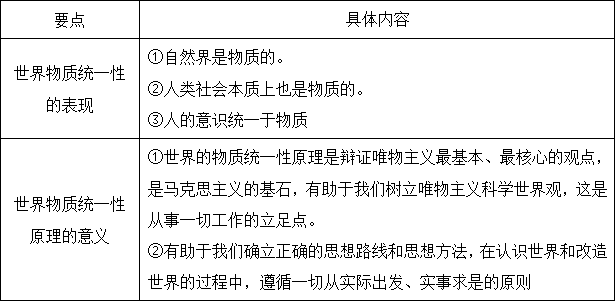 要点 具体内容
世界物质统一性
的表现
①自然界是物质的。
②人类社会本质上也是物质的。
③人的意识统一于物质
世界物质统一性
原理的意义
①世界的物质统一性原理是辩证唯物主义最基本、最核心的观点，
是马克思主义的基石，有助于我们树立唯物主义科学世界观，这是
从事一切工作的立足点。
②有助于我们确立正确的思想路线和思想方法，在认识世界和改造
世界的过程中，遵循一切从实际出发、实事求是的原则